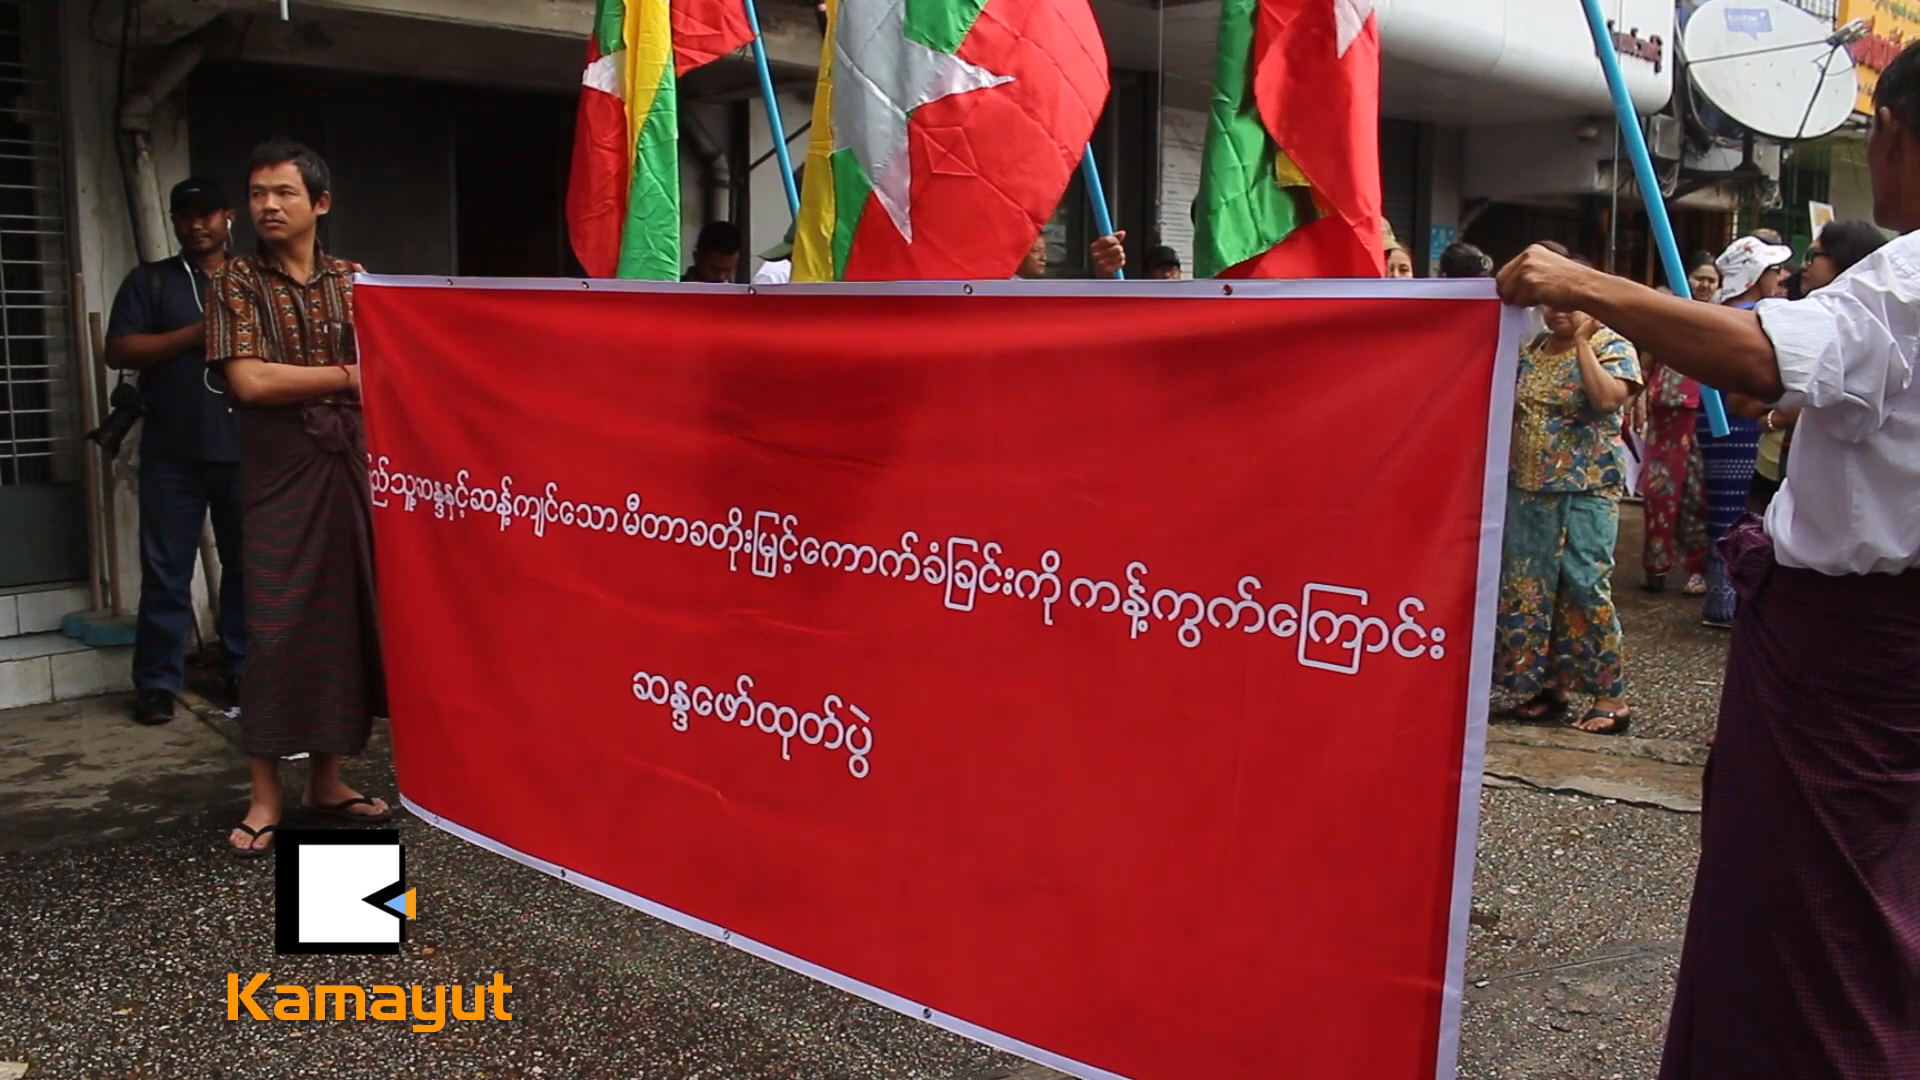 ပြည်သူ့ဆန္ဒနှင့်ဆန့်ကျင်သော မီတာခတိုးမြှင့်ကောက်ခံခြင်းကို ကန့်ကွက်ကြောင်း
ဆန္ဒဖော်ထုတ်ပွဲ
Kamayut